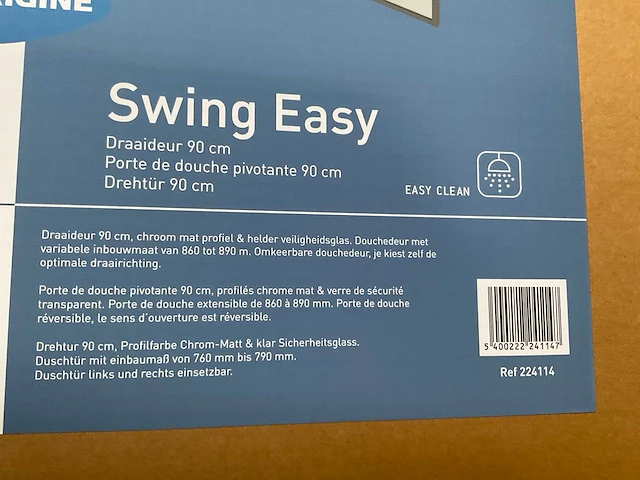 Swing Easy
Draaideur 90 cm
Porte de douche pivotante 90 cm
Drehtür 90 cm
EASY CLEAN
Draaideur 90 cm, chroom mat profiel & helder veiligheidsglas. Douchedeur met
variabele inbouwmaat van 860 tot 890 m. Omkeerbare douchedeur, je kiest zelf de
optimale draairichting.
Porte de douche pivotante 90 cm, profilés chrome mat & verre de sécurité
transparent. Porte de douche extensible de 860 à 890 mm. Porte de douche
réversible, le sens d'ouverture est réversible.
Drehtur 90 cm, Profilfarbe Chrom-Matt & klar Sicherheitsglass.
Duschtür mit einbaumaß von 760 mm bis 790 mm.
Duschtür links und rechts einsetzbar.
5 400222 241147
Ref 224114